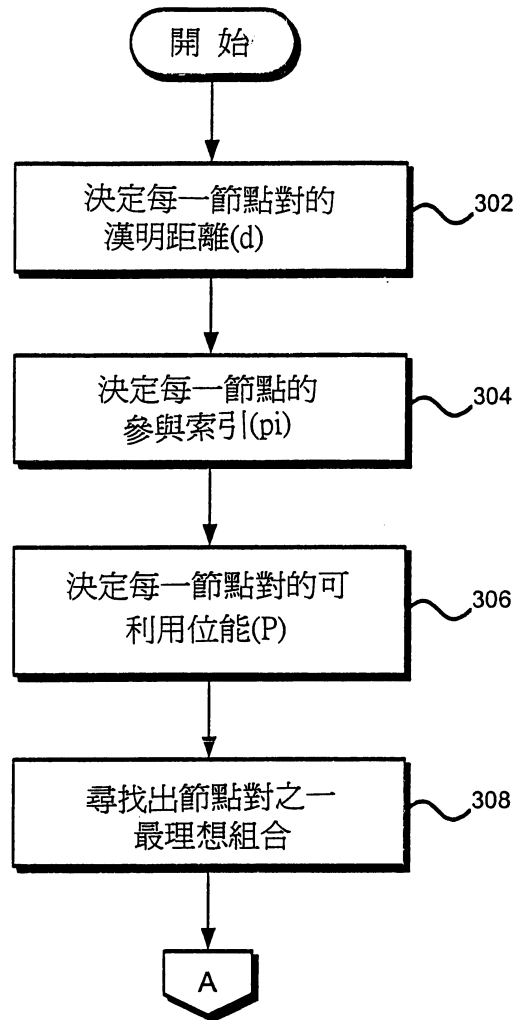 開 始
決定每一節點對的
漢明距離(d)
302
決定每一節点的
參與索引(pi)
304
決定每一節點對的可
利用位能(P)
306
尋找出節點對之一
最理想組合
308
A